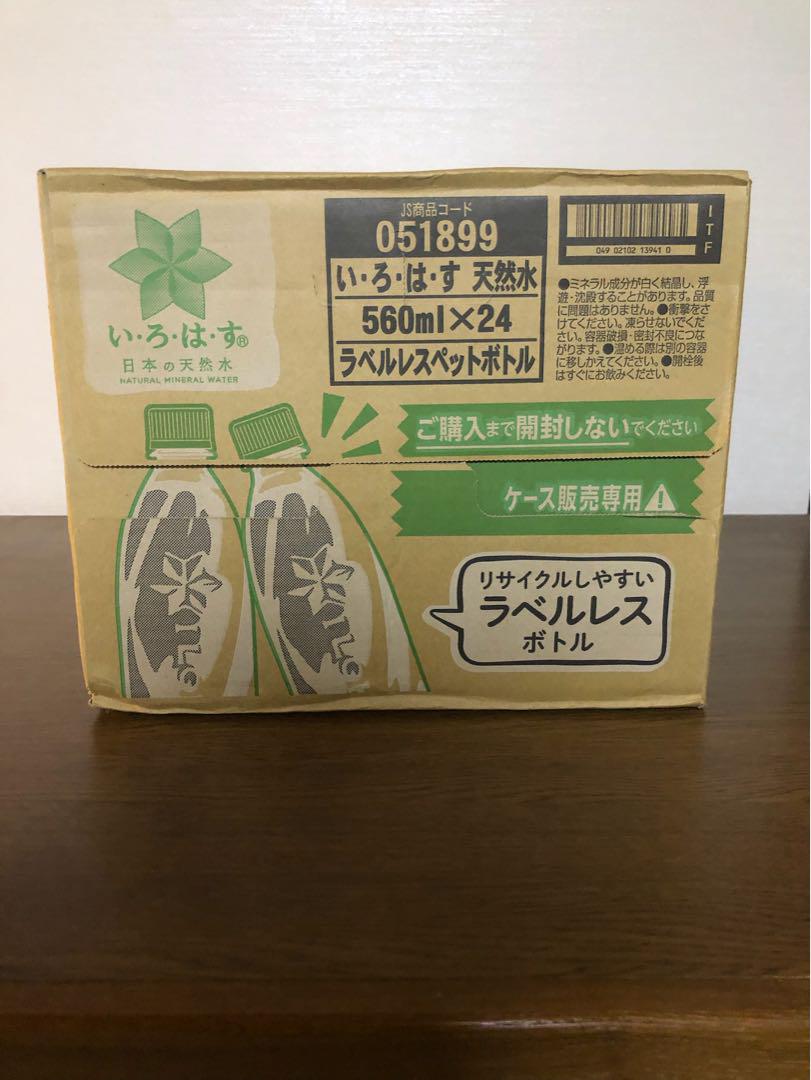 い・ろ・は・す®
日本の天然水
NATURAL MINERAL WATER
JS商品コード
051899
い・ろ・は・す 天然水
560ml×24
ラベルレスペットボトル
ITF
049 02102 13941 0
●ミネラル成分が白く結晶し、浮
遊・沈殿することがあります。品質
に問題はありません。●衝撃をさ
けてください。凍らせないでくだ
さい。容器破損・密封不良につな
がります。●温める際は別の容器
に移しかえてください。●開栓後
はすぐにお飲みください。
ご購入まで開封しないでください
ケース販売専用
リサイクルしやすい
ラベルレス
ボトル